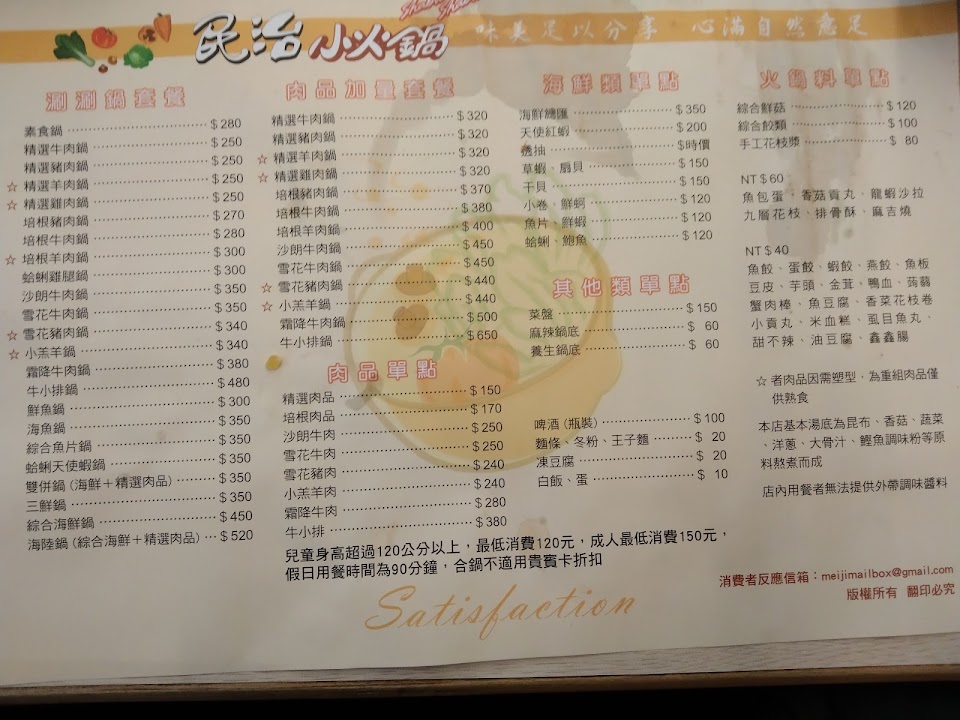 民治小火鍋
味美足以分享 心滿自然意足
涮涮鍋套餐
素食鍋 $280
精選牛肉鍋 $250
精選豬肉鍋 $250
☆ 精選羊肉鍋 $250
☆ 精選雞肉鍋 $250
培根豬肉鍋 $270
培根牛肉鍋 $280
☆ 培根羊肉鍋 $300
蛤蜊雞腿鍋 $300
沙朗牛肉鍋 $350
雪花牛肉鍋 $350
☆ 雪花豬肉鍋 $340
☆ 小羔羊鍋 $340
霜降牛肉鍋 $380
牛小排鍋 $480
鮮魚鍋 $300
海魚鍋 $350
綜合魚片鍋 $350
蛤蜊天使蝦鍋 $350
雙併鍋(海鮮+精選肉品) $350
三鮮鍋 $350
綜合海鮮鍋 $450
海陸鍋(綜合海鮮+精選肉品) $520
肉品加量套餐
精選牛肉鍋 $320
精選豬肉鍋 $320
☆ 精選羊肉鍋 $320
☆ 精選雞肉鍋 $320
培根豬肉鍋 $370
培根牛肉鍋 $380
培根羊肉鍋 $400
沙朗牛肉鍋 $450
雪花牛肉鍋 $450
☆ 雪花豬肉鍋 $440
☆ 小羔羊鍋 $440
霜降牛肉鍋 $500
牛小排鍋 $650
肉品單點
精選肉品 $150
培根肉品 $170
沙朗牛肉 $250
雪花牛肉 $250
雪花豬肉 $240
小羔羊肉 $240
霜降牛肉 $280
牛小排 $380
海鮮類單點
海鮮總匯 $350
天使紅蝦 $200
透抽 $時價
草蝦、扇貝 $150
干貝 $150
小卷、鮮蚵 $120
魚片、鮮蝦 $120
蛤蜊、鮑魚 $120
其他類單點
菜盤 $150
麻辣鍋底 $ 60
養生鍋底 $ 60
啤酒(瓶裝) $100
麵條、冬粉、王子麵 $ 20
凍豆腐 $ 20
白飯、蛋 $ 10
火鍋料單點
綜合鮮菇 $120
綜合餃類 $100
手工花枝漿 $ 80
NT$60
魚包蛋、香菇貢丸、龍蝦沙拉
九層花枝、排骨酥、麻吉燒
NT$40
魚餃、蛋餃、蝦餃、燕餃、魚板
豆皮、芋頭、金茸、鴨血、蒟蒻
蟹肉棒、魚豆腐、香菜花枝卷
小貢丸、米血糕、虱目魚丸、
甜不辣、油豆腐、鑫鑫腸
☆ 者肉品因需塑型,為重組肉品僅
供熟食
本店基本湯底為昆布、香菇、蔬菜
、洋蔥、大骨汁、鰹魚調味粉等原
料熬煮而成
店內用餐者無法提供外帶調味醬料
兒童身高超過120公分以上,最低消費120元,成人最低消費150元,
假日用餐時間為90分鐘,合鍋不適用貴賓卡折扣
Satisfaction
消費者反應信箱:meijimailbox@gmail.com
版權所有 翻印必究